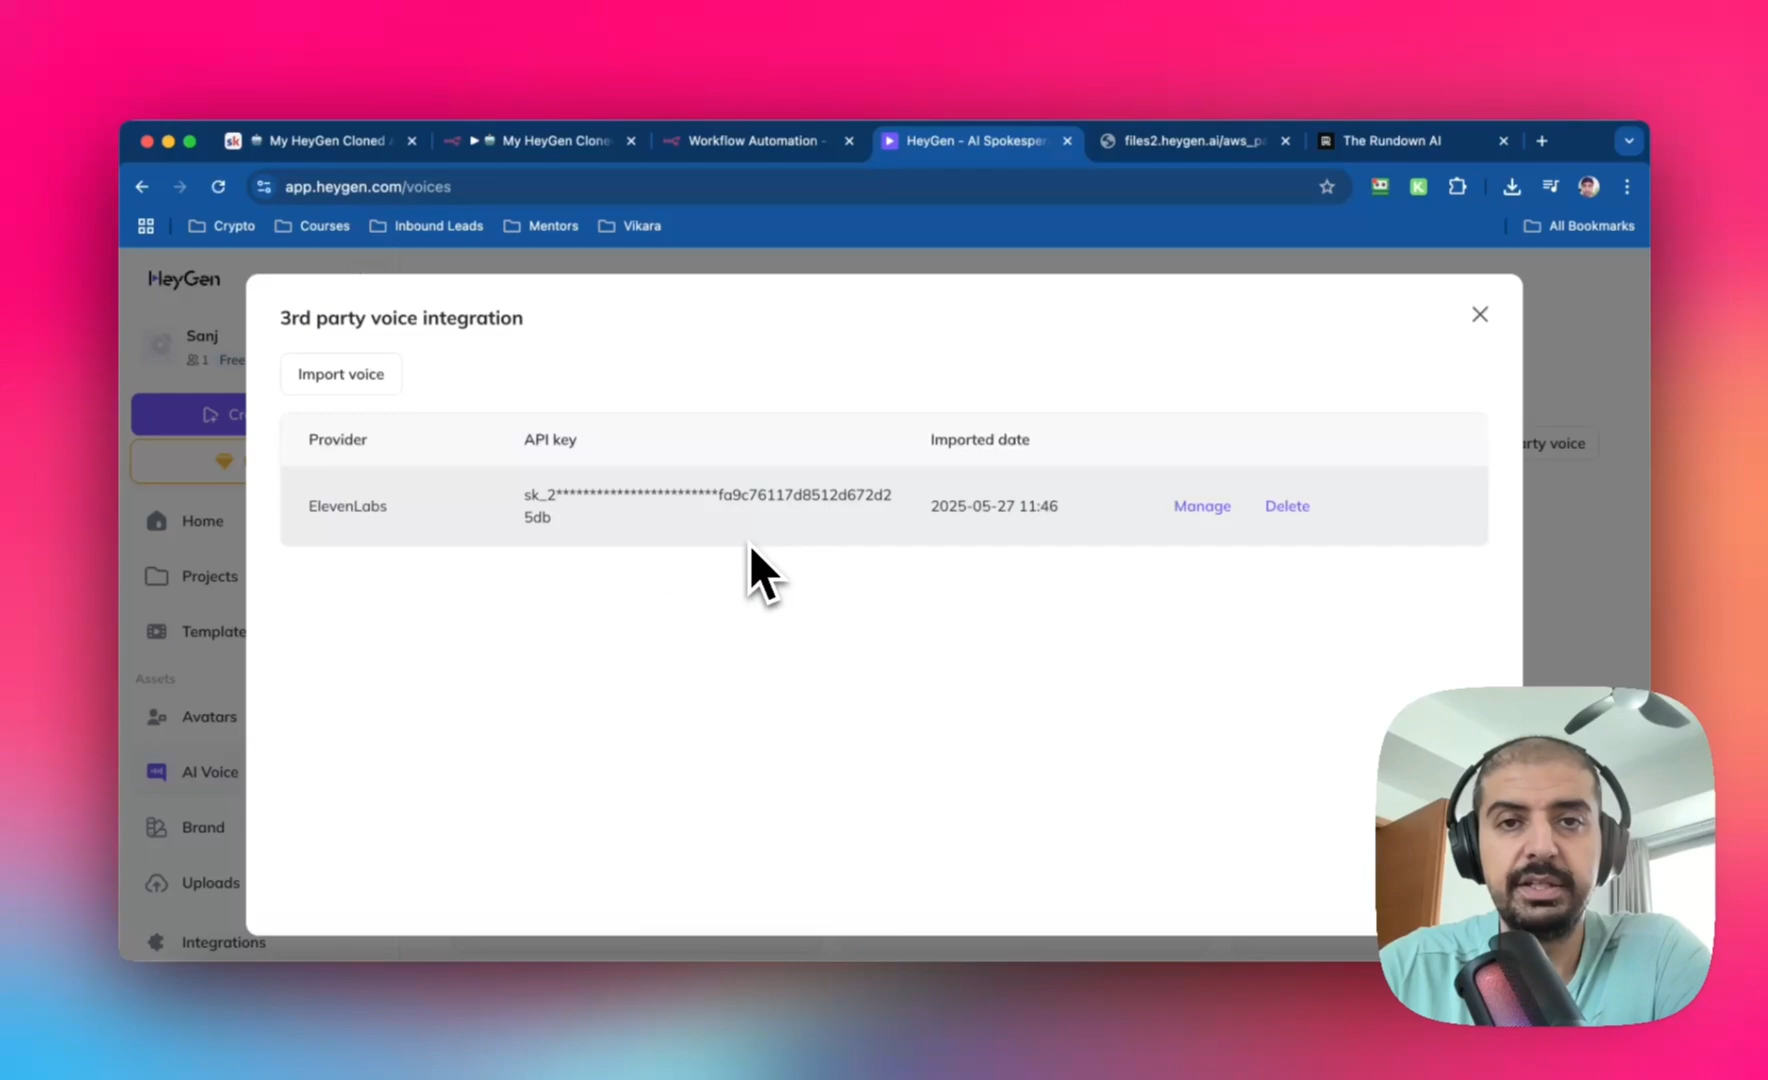 sk My HeyGen Cloned
My HeyGen Clone
Workflow Automation -
HeyGen - AI Spokesper
files2.heygen.ai/aws_pa
The Rundown AI
app.heygen.com/voices
K
Crypto
Courses
Inbound Leads
Mentors
Vikara
All Bookmarks
HeyGen
Sanj
1 Free
Cr
Home
Projects
Template
Assets
Avatars
AI Voice
Brand
Uploads
Integrations
3rd party voice integration
Import voice
Provider API key Imported date
ElevenLabs
sk_2************************fa9c76117d8512d672d2
5db
2025-05-27 11:46
Manage
Delete
rty voice